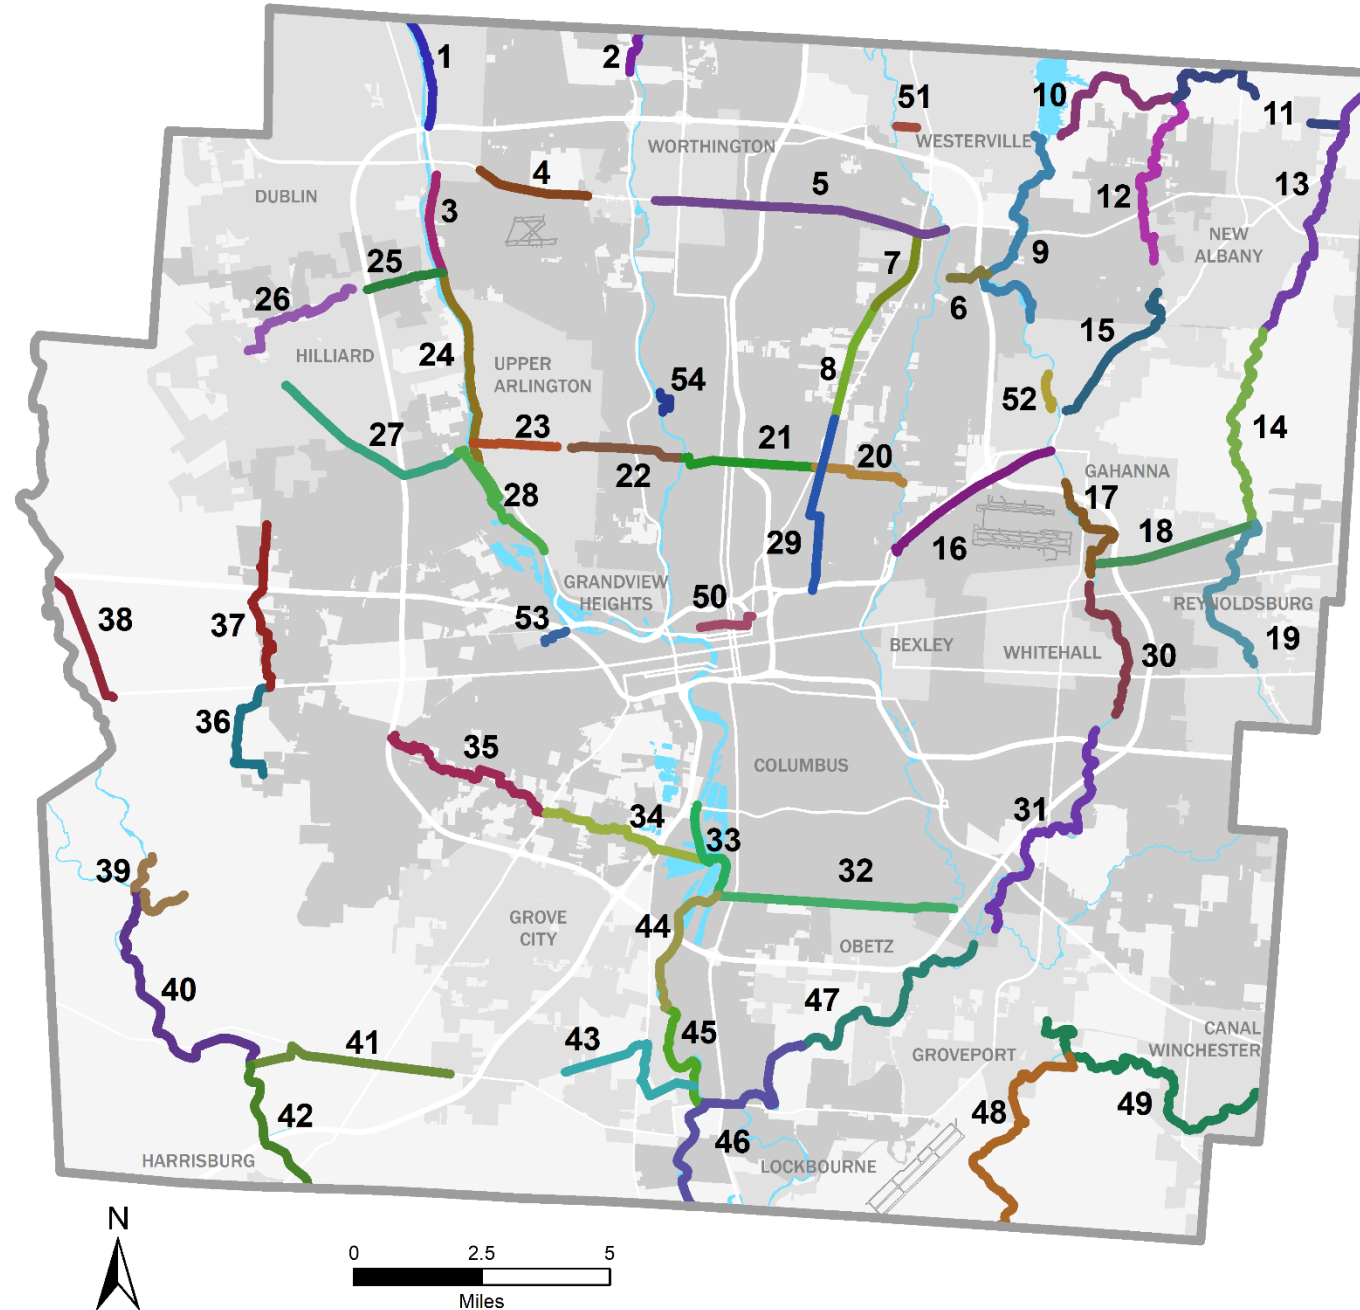 1
2
51
10
11
WORTHINGTON
WESTERVILLE
4
5
12
13
DUBLIN
3
NEW
ALBANY
25
7
9
26
6
15
HILLIARD
24
UPPER
ARLINGTON
8
54
52
14
27
23
21
20
22
GAHANNA
28
17
29
16
18
GRANDVIEW
HEIGHTS
50
53
38
37
REYNOLDSBURG
BEXLEY
WHITEHALL
30
19
36
35
COLUMBUS
34
33
31
39
32
GROVE
CITY
44
OBETZ
40
47
41
43
45
GROVEPORT
CANAL
WINCHESTER
42
46
48
49
HARRISBURG
LOCKBOURNE
N
0 2.5 5
Miles